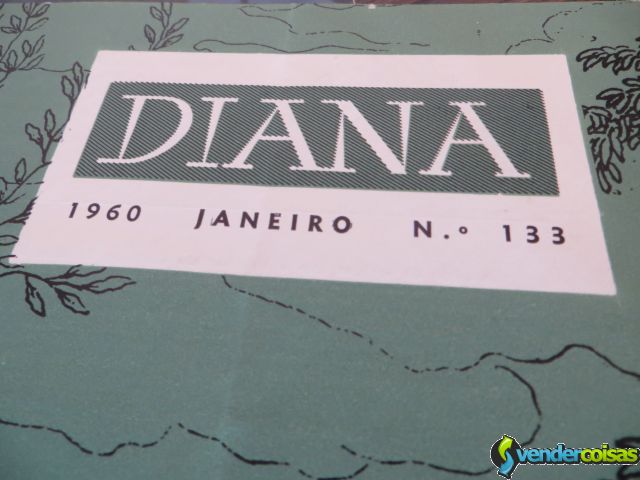 DIANA
1960 JANEIRO N.º 133
vendercoisas